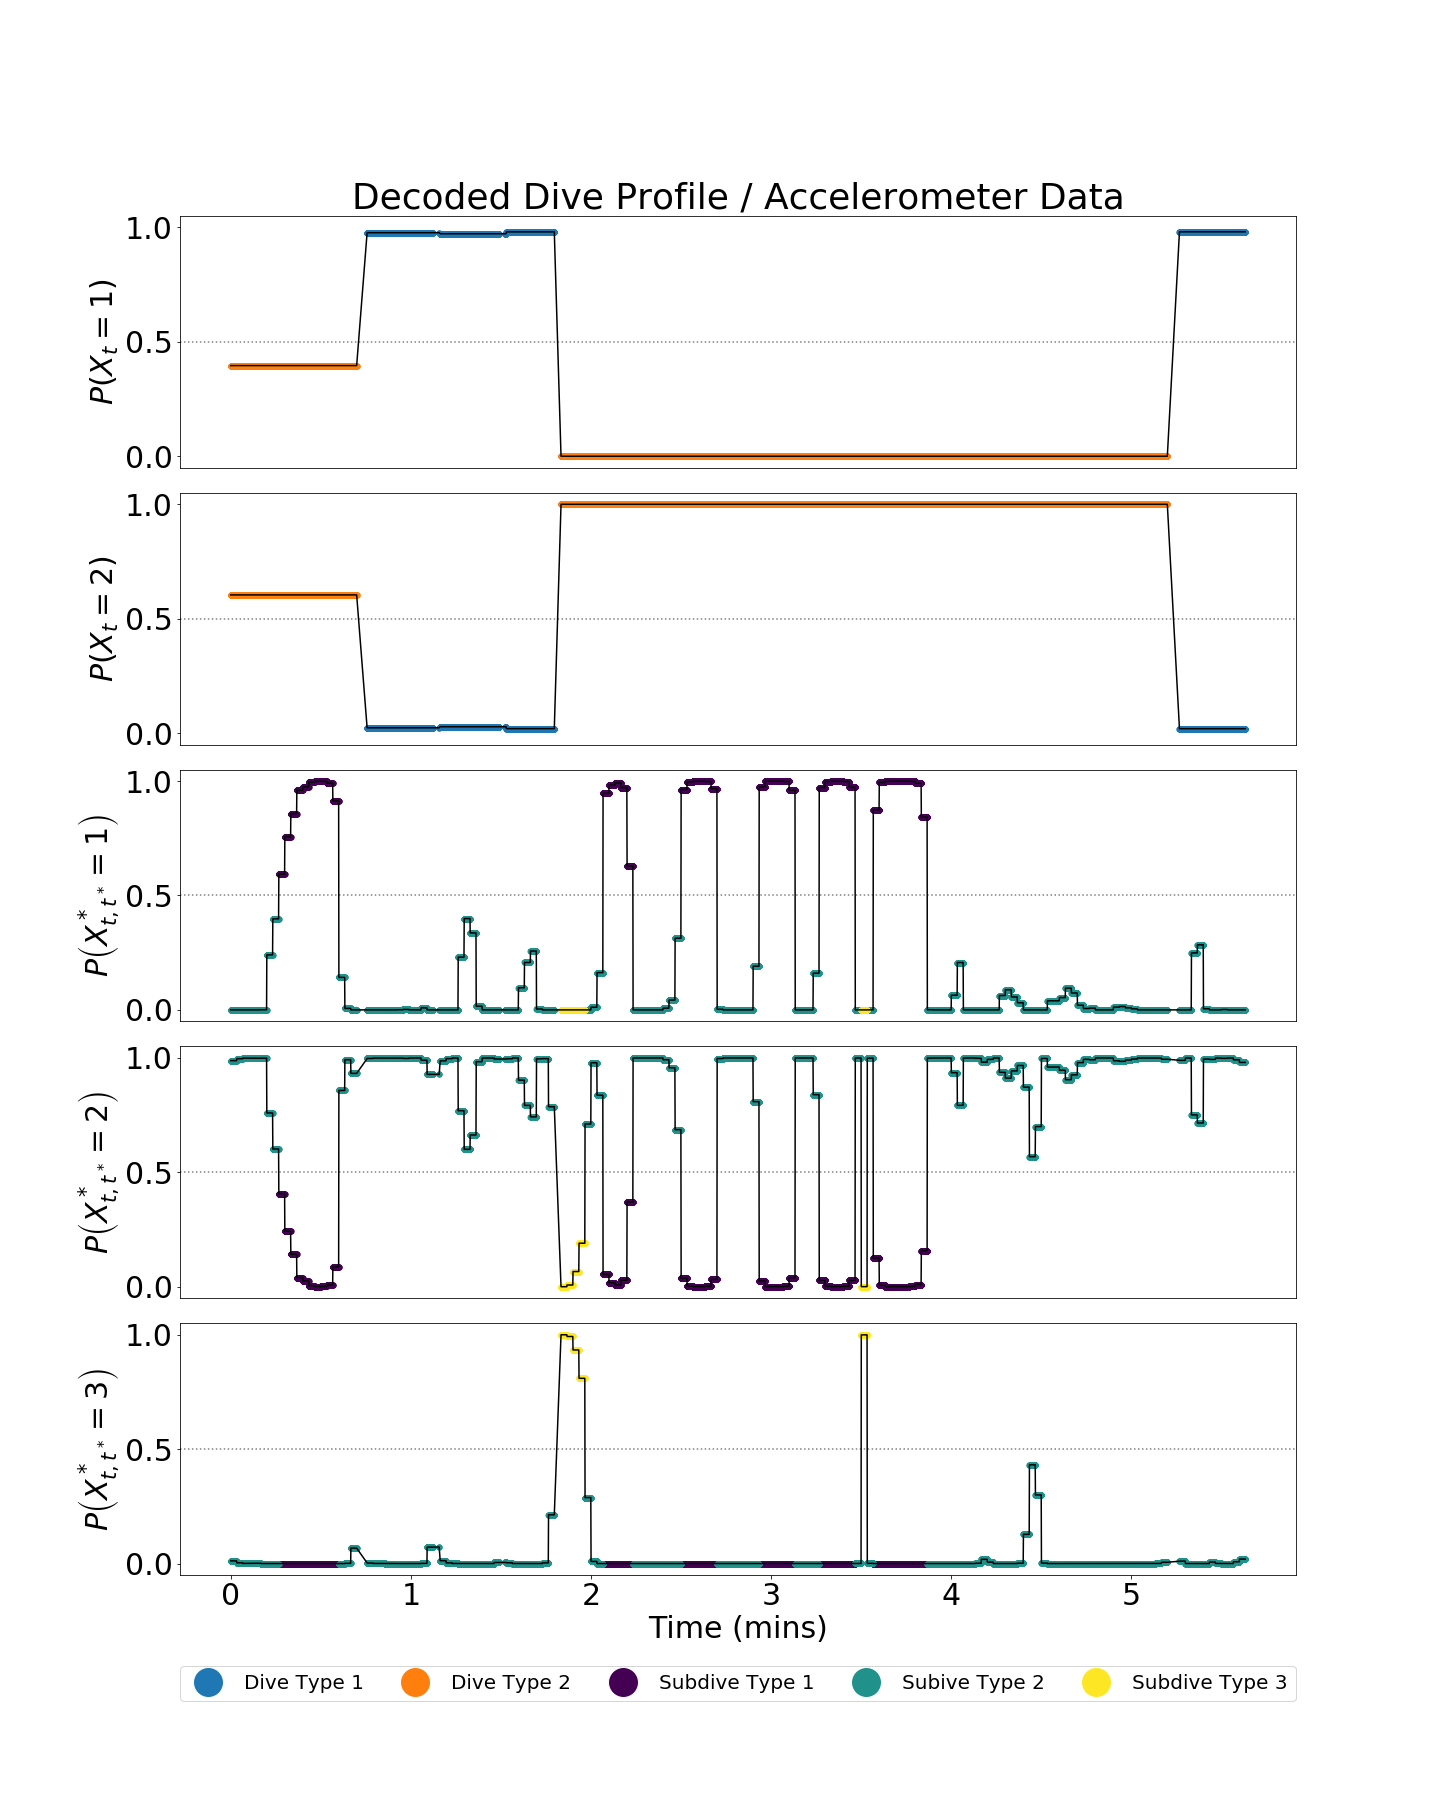 Decoded Dive Profile / Accelerometer Data
1.0
0.5
0.0
P(X_t = 1)
1.0
0.5
0.0
P(X_t = 2)
1.0
0.5
0.0
P(X^*_{t, t^*} = 1)
1.0
0.5
0.0
P(X^*_{t, t^*} = 2)
1.0
0.5
0.0
P(X^*_{t, t^*} = 3)
0 1 2 3 4 5
Time (mins)
Dive Type 1 Dive Type 2 Subdive Type 1 Subive Type 2 Subdive Type 3